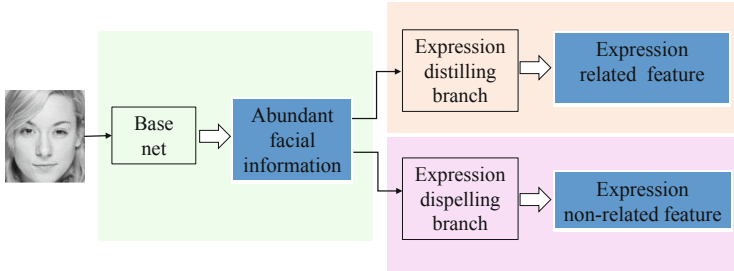 Base
net
Abundant
facial
information
Expression
distilling
branch
Expression
related feature
Expression
dispelling
branch
Expression
non-related feature